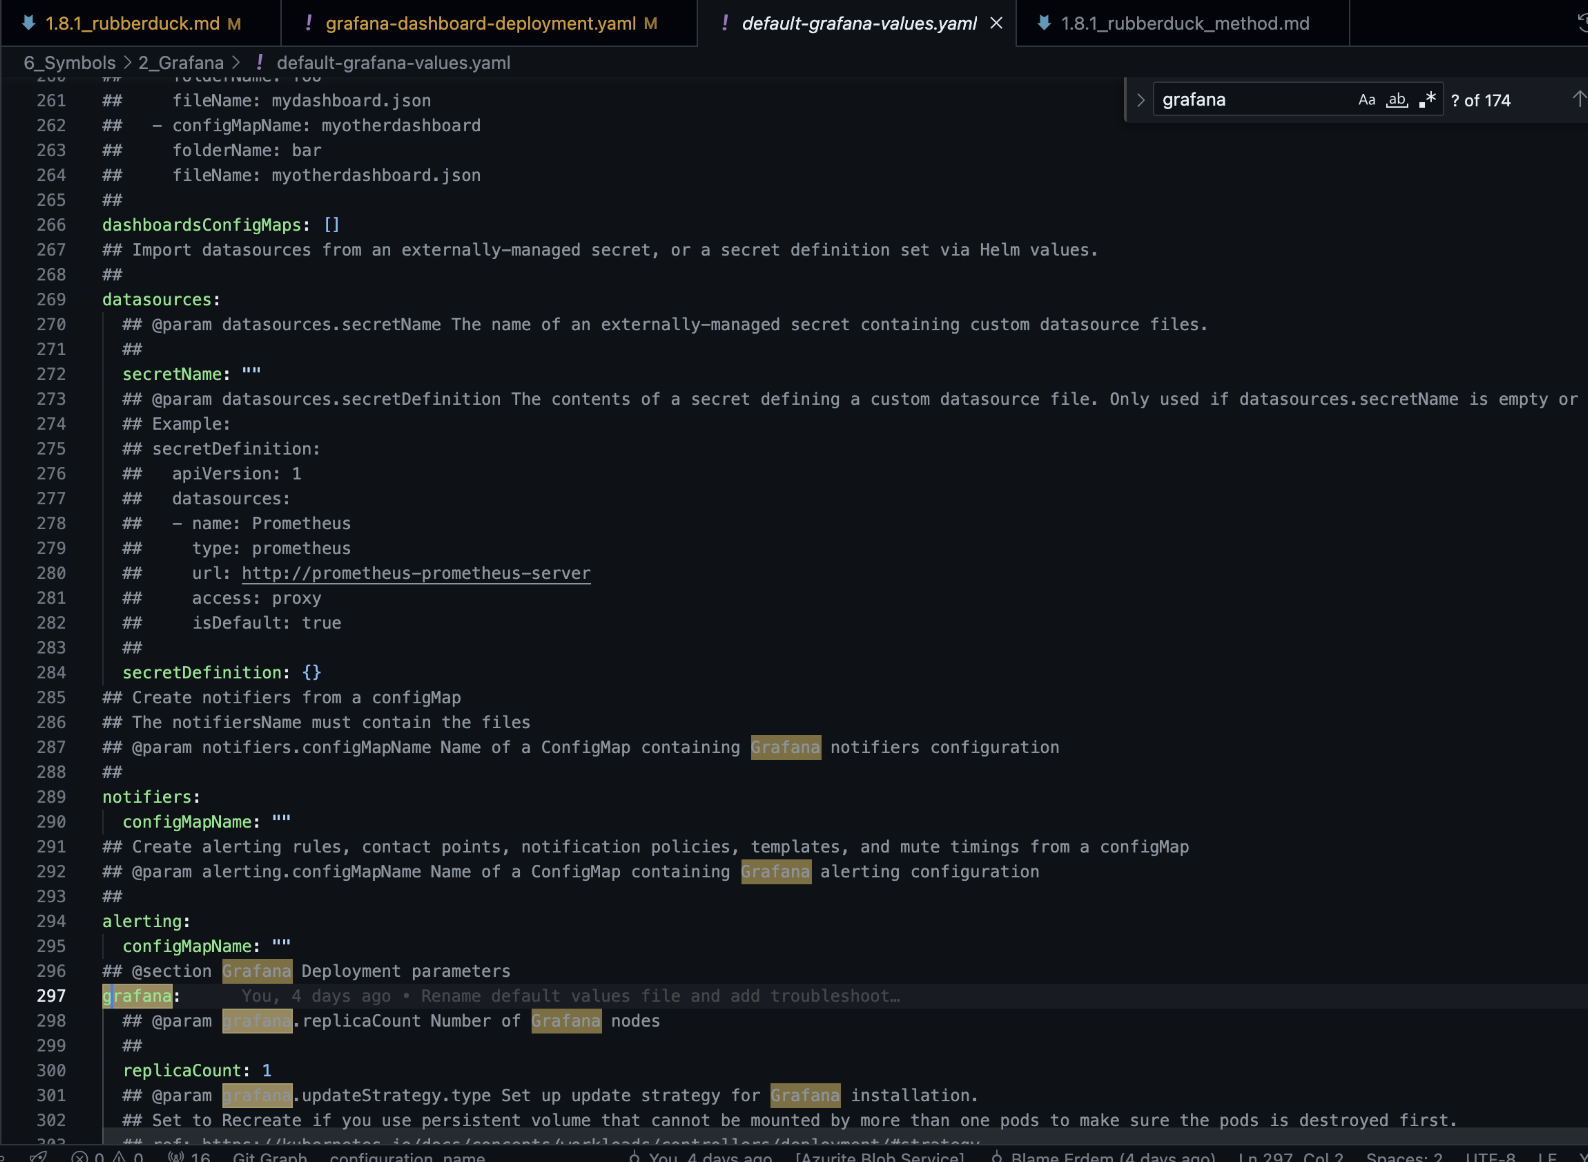 1.8.1_rubberduck.md M
! grafana-dashboard-deployment.yaml M
! default-grafana-values.yaml ×
1.8.1_rubberduck_method.md
6_Symbols > 2_Grafana > ! default-grafana-values.yaml
grafana Aa ab .* ? of 174
260 ## folderName: foo
261 ##     fileName: mydashboard.json
262 ##   - configMapName: myotherdashboard
263 ##     folderName: bar
264 ##     fileName: myotherdashboard.json
265 ##
266 dashboardsConfigMaps: []
267 ## Import datasources from an externally-managed secret, or a secret definition set via Helm values.
268 ##
269 datasources:
270   ## @param datasources.secretName The name of an externally-managed secret containing custom datasource files.
271   ##
272   secretName: ""
273   ## @param datasources.secretDefinition The contents of a secret defining a custom datasource file. Only used if datasources.secretName is empty or
274   ## Example:
275   ## secretDefinition:
276   ##   apiVersion: 1
277   ##   datasources:
278   ##   - name: Prometheus
279   ##     type: prometheus
280   ##     url: http://prometheus-prometheus-server
281   ##     access: proxy
282   ##     isDefault: true
283   ##
284   secretDefinition: {}
285 ## Create notifiers from a configMap
286 ## The notifiersName must contain the files
287 ## @param notifiers.configMapName Name of a ConfigMap containing Grafana notifiers configuration
288 ##
289 notifiers:
290   configMapName: ""
291 ## Create alerting rules, contact points, notification policies, templates, and mute timings from a configMap
292 ## @param alerting.configMapName Name of a ConfigMap containing Grafana alerting configuration
293 ##
294 alerting:
295   configMapName: ""
296 ## @section Grafana Deployment parameters
297 grafana: You, 4 days ago • Rename default values file and add troubleshoot…
298   ## @param grafana.replicaCount Number of Grafana nodes
299   ##
300   replicaCount: 1
301   ## @param grafana.updateStrategy.type Set up update strategy for Grafana installation.
302   ## Set to Recreate if you use persistent volume that cannot be mounted by more than one pods to make sure the pods is destroyed first.
303   ## ref: https://kubernetes.io/docs/concepts/workloads/controllers/deployment/#strategy
0 0 16 Git Graph configuration_name You, 4 days ago [Azurite Blob Service] Blame Erdem (4 days ago) Ln 297, Col 2 Spaces: 2 UTF-8 LF